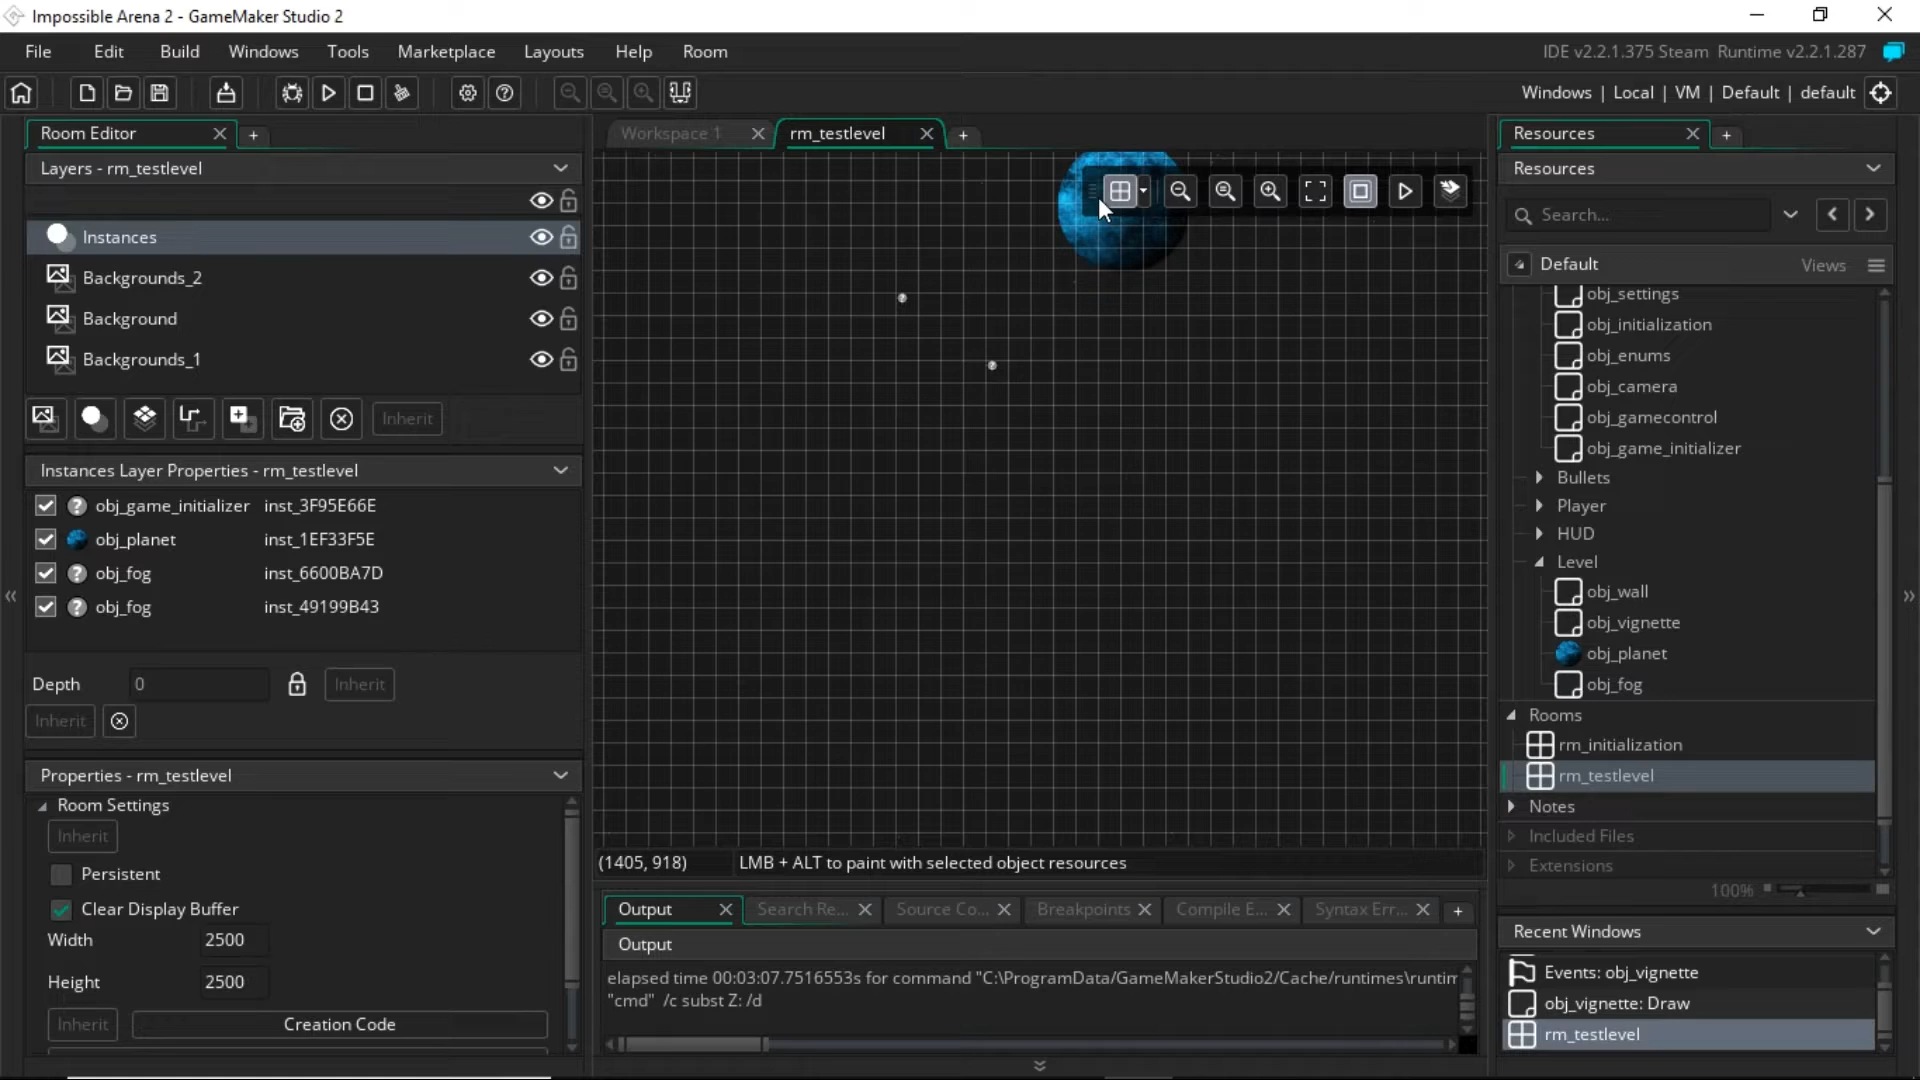 Impossible Arena 2 - GameMaker Studio 2
File Edit Build Windows Tools Marketplace Layouts Help Room
IDE v2.2.1.375 Steam Runtime v2.2.1.287
Windows | Local | VM | Default | default
Room Editor
Layers - rm_testlevel
Instances
Backgrounds_2
Background
Backgrounds_1
Inherit
Instances Layer Properties - rm_testlevel
obj_game_initializer inst_3F95E66E
obj_planet inst_1EF33F5E
obj_fog inst_6600BA7D
obj_fog inst_49199B43
Depth 0 Inherit
Inherit
Properties - rm_testlevel
Room Settings
Inherit
Persistent
Clear Display Buffer
Width 2500
Height 2500
Inherit Creation Code
Workspace 1 rm_testlevel
(1405, 918) LMB + ALT to paint with selected object resources
Output Search Re... Source Co... Breakpoints Compile E... Syntax Err...
Output
elapsed time 00:03:07.7516553s for command "C:\ProgramData/GameMakerStudio2/Cache/runtimes\runtim
"cmd" /c subst Z: /d
Resources
Resources
Search...
Default Views
obj_settings
obj_initialization
obj_enums
obj_camera
obj_gamecontrol
obj_game_initializer
Bullets
Player
HUD
Level
obj_wall
obj_vignette
obj_planet
obj_fog
Rooms
rm_initialization
rm_testlevel
Notes
Included Files
Extensions
100%
Recent Windows
Events: obj_vignette
obj_vignette: Draw
rm_testlevel